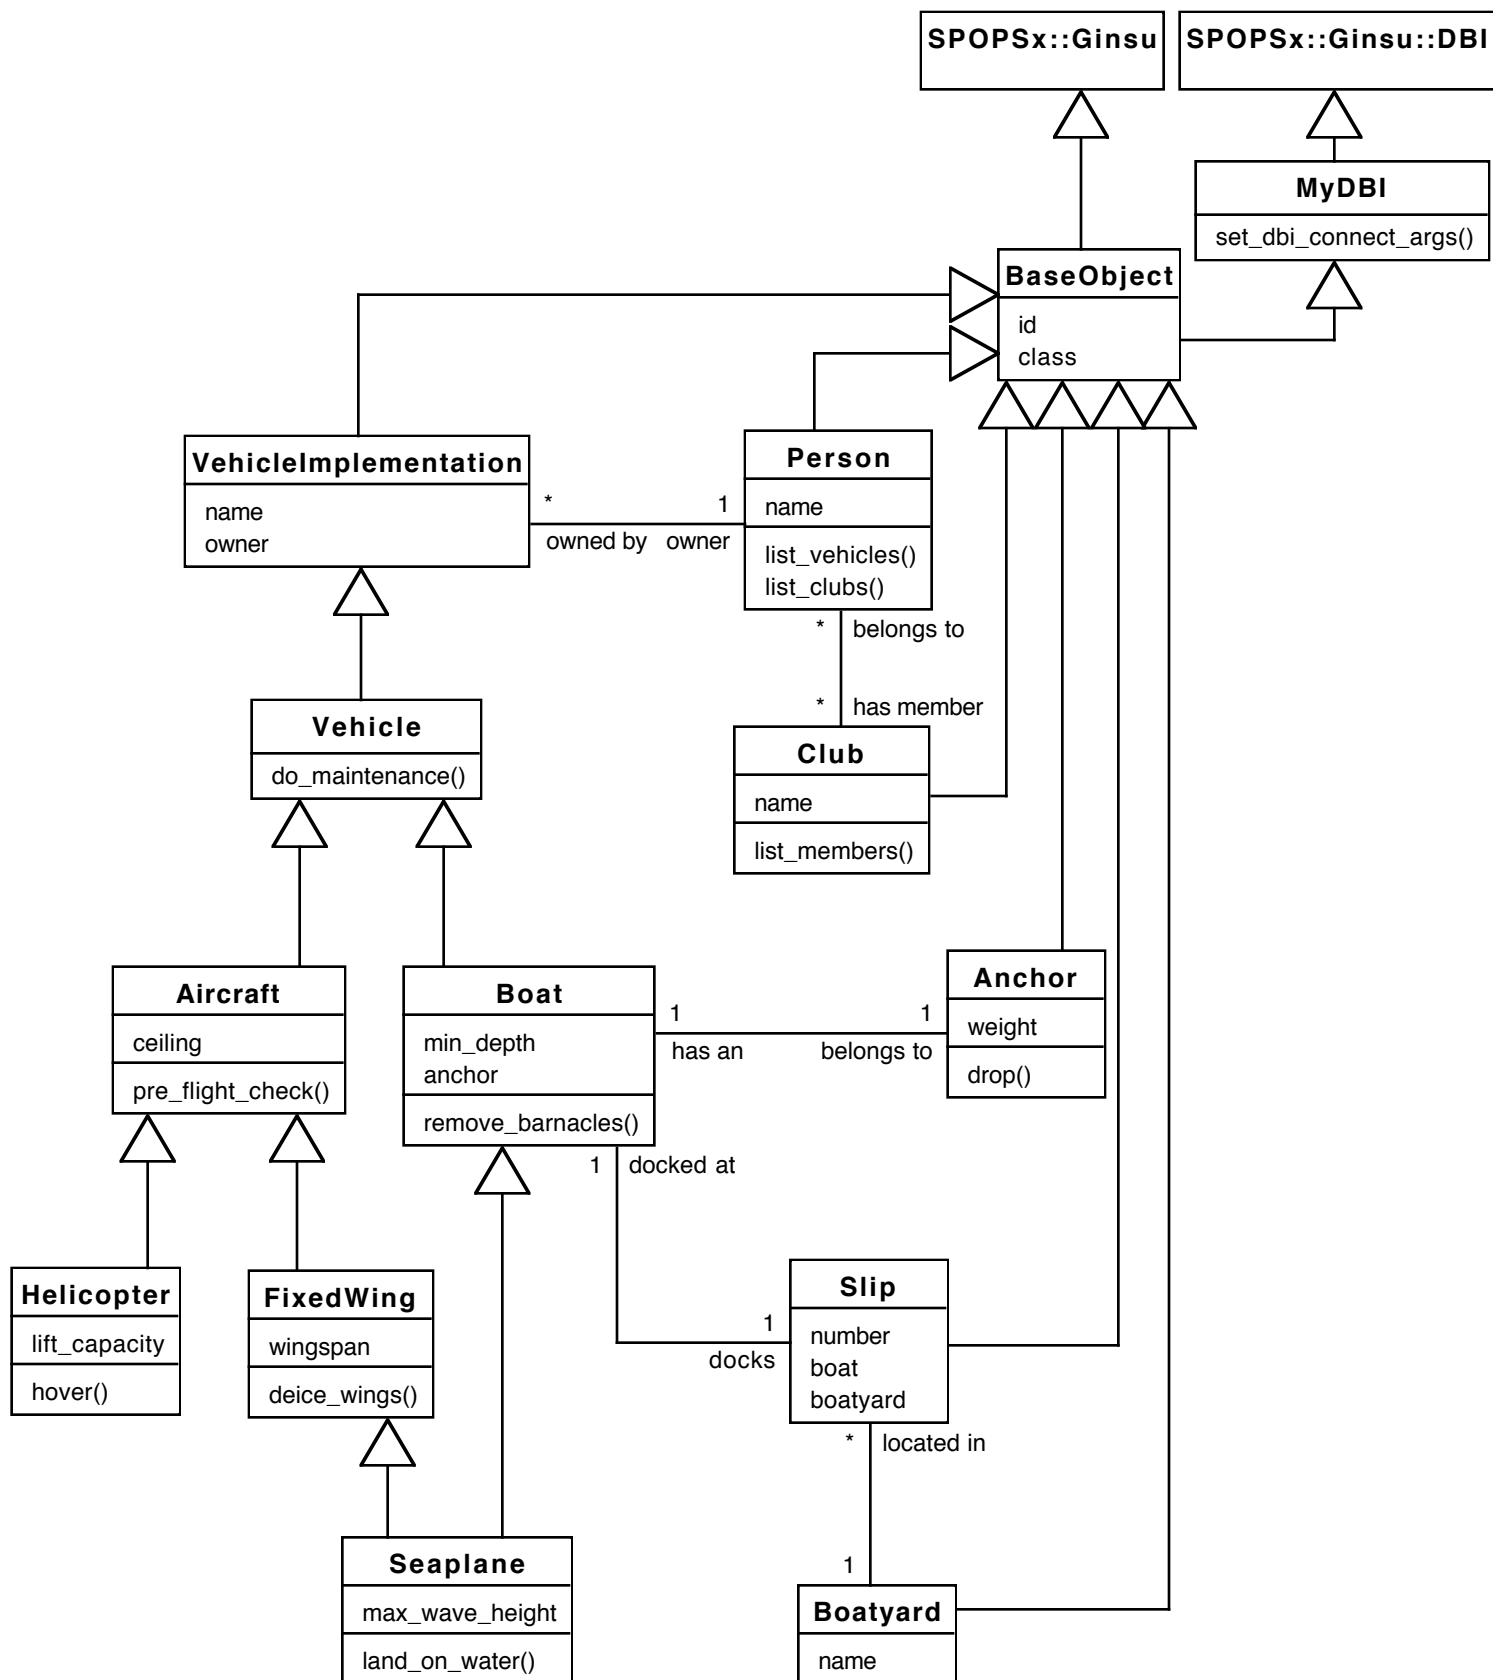 SPOPSx::Ginsu
SPOPSx::Ginsu::DBI
MyDBI
set_dbi_connect_args()
BaseObject
id
class
VehicleImplementation
name
owner
*
1
owned by
owner
Person
name
list_vehicles()
list_clubs()
*
belongs to
*
has member
Vehicle
do_maintenance()
Club
name
list_members()
Aircraft
ceiling
pre_flight_check()
Boat
min_depth
anchor
remove_barnacles()
1
1
has an
belongs to
Anchor
weight
drop()
1
docked at
Helicopter
lift_capacity
hover()
FixedWing
wingspan
deice_wings()
1
docks
Slip
number
boat
boatyard
*
located in
1
Seaplane
max_wave_height
land_on_water()
Boatyard
name